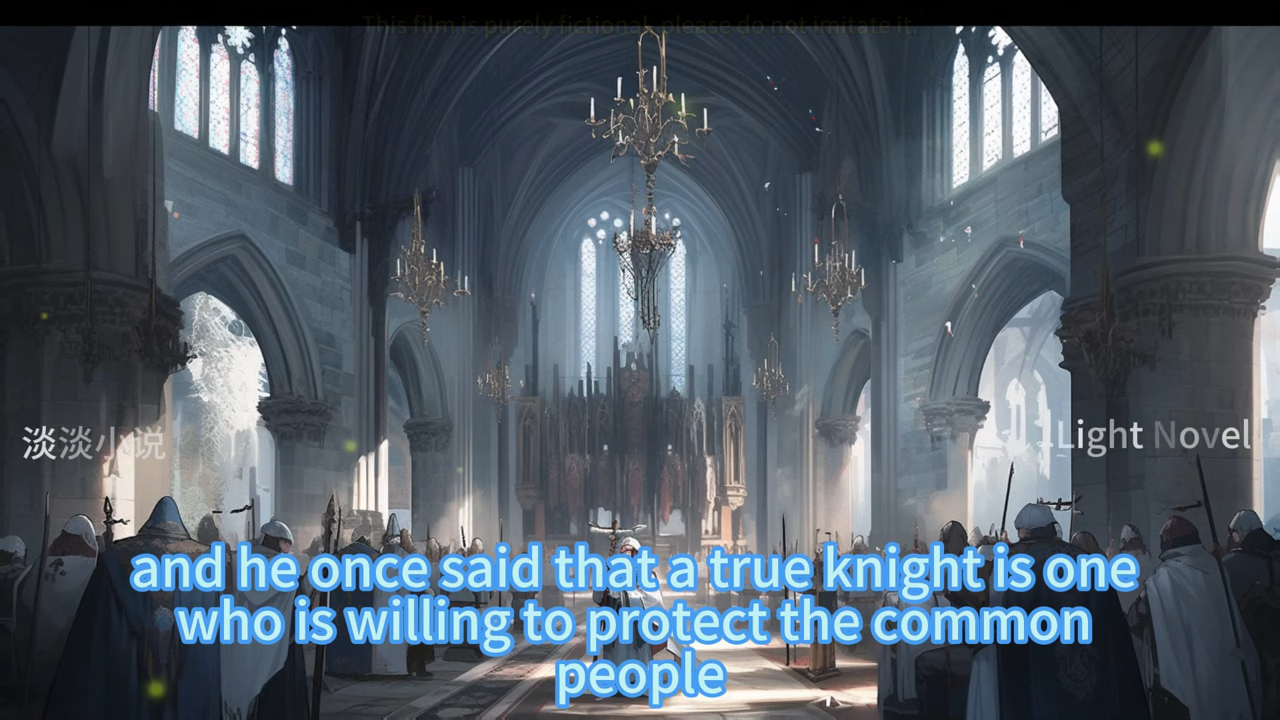 This film is purely fictional, please do not imitate it.
淡淡小说
Light Novel
and he once said that a true knight is one
who is willing to protect the common
people